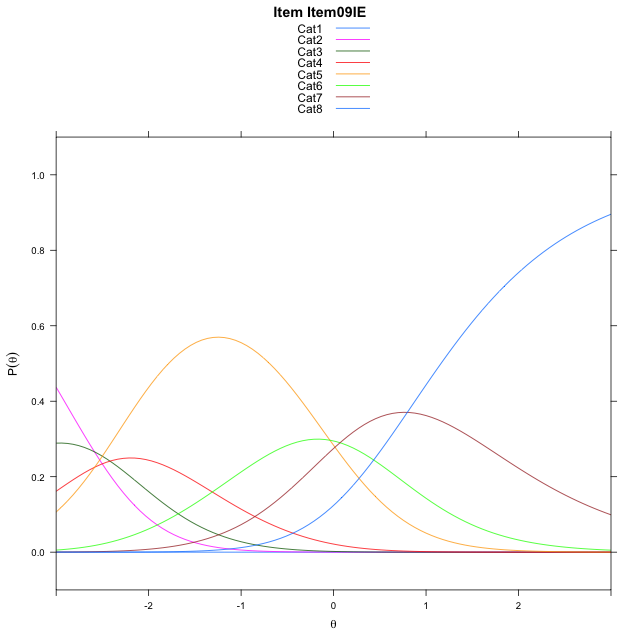 Item Item09IE
Cat1
Cat2
Cat3
Cat4
Cat5
Cat6
Cat7
Cat8
1.0
0.8
0.6
0.4
0.2
0.0
P(θ)
-2 -1 0 1 2
θ